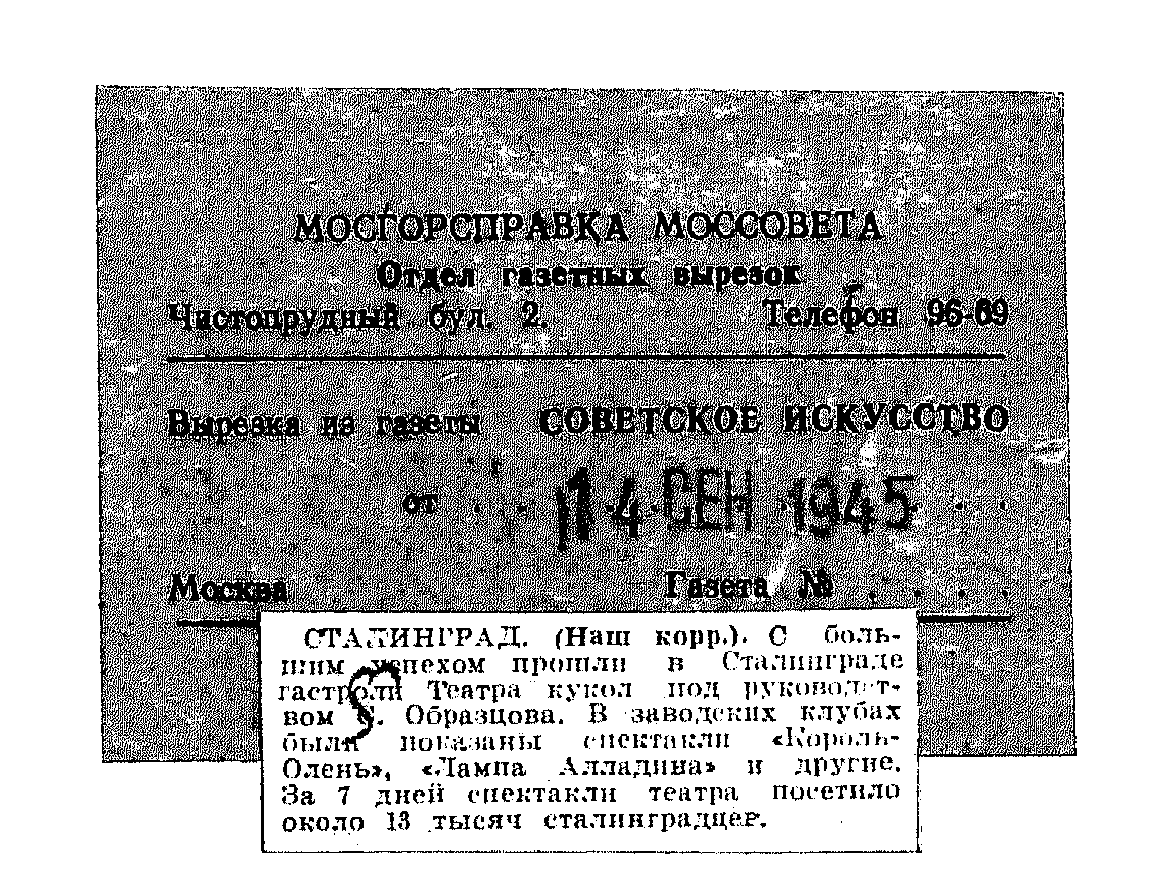 МОСГОРСПРАВКА МОССОВЕТА
Отдел газетных вырезок
Чистопрудный бул. 2. Телефон 96-69
Вырезка из газеты СОВЕТСКОЕ ИСКУССТВО
от 14 СЕН 1945
Москва Газета №
СТАЛИНГРАД. (Наш корр.). С боль-
шим успехом прошли в Сталинграде
гастроли Театра кукол под руководст-
вом С. Образцова. В заводских клубах
были показаны спектакли «Король-
Олень», «Лампа Алладина» и другие.
За 7 дней спектакли театра посетило
около 13 тысяч сталинградцев.